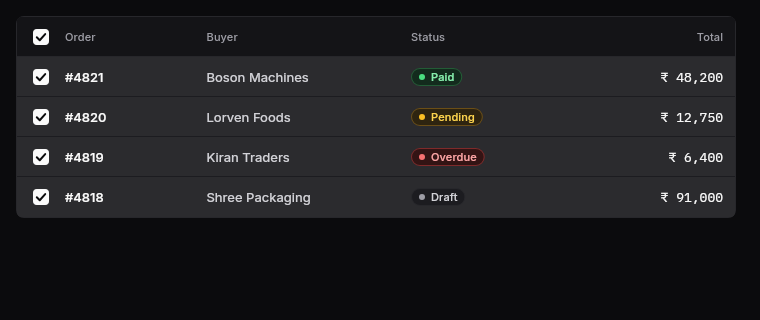 Order Buyer Status Total
#4821 Boson Machines Paid ₹ 48,200
#4820 Lorven Foods Pending ₹ 12,750
#4819 Kiran Traders Overdue ₹ 6,400
#4818 Shree Packaging Draft ₹ 91,000